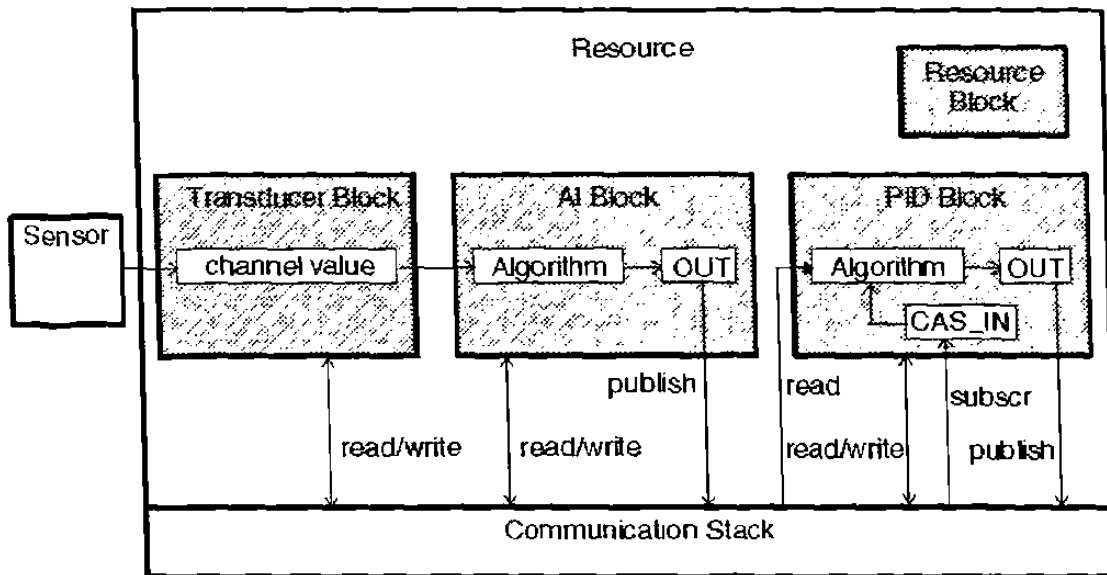 Resource
Resource
Block
Transducer Block
AI Block
PID Block
Sensor
channel value
Algorithm
OUT
Algorithm
OUT
CAS_IN
publish
read
subscr
read/write
read/write
read/write
publish
Communication Stack